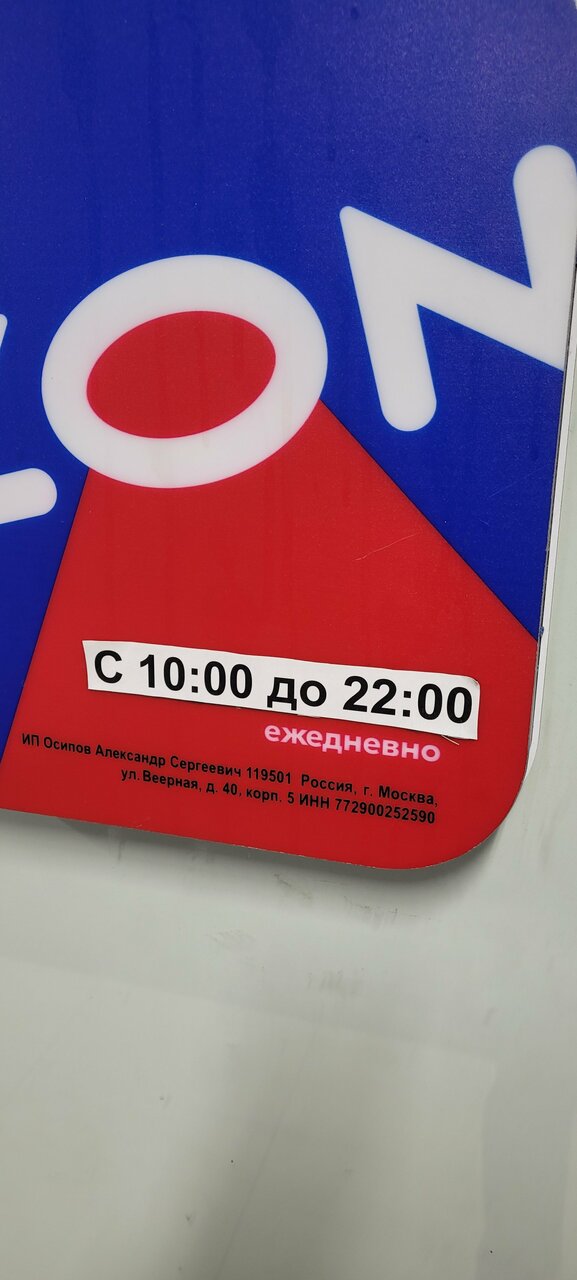 ZON
С 10:00 до 22:00
ежедневно
ИП Осипов Александр Сергеевич 119501 Россия, г. Москва,
ул. Веерная, д. 40, корп. 5 ИНН 772900252590